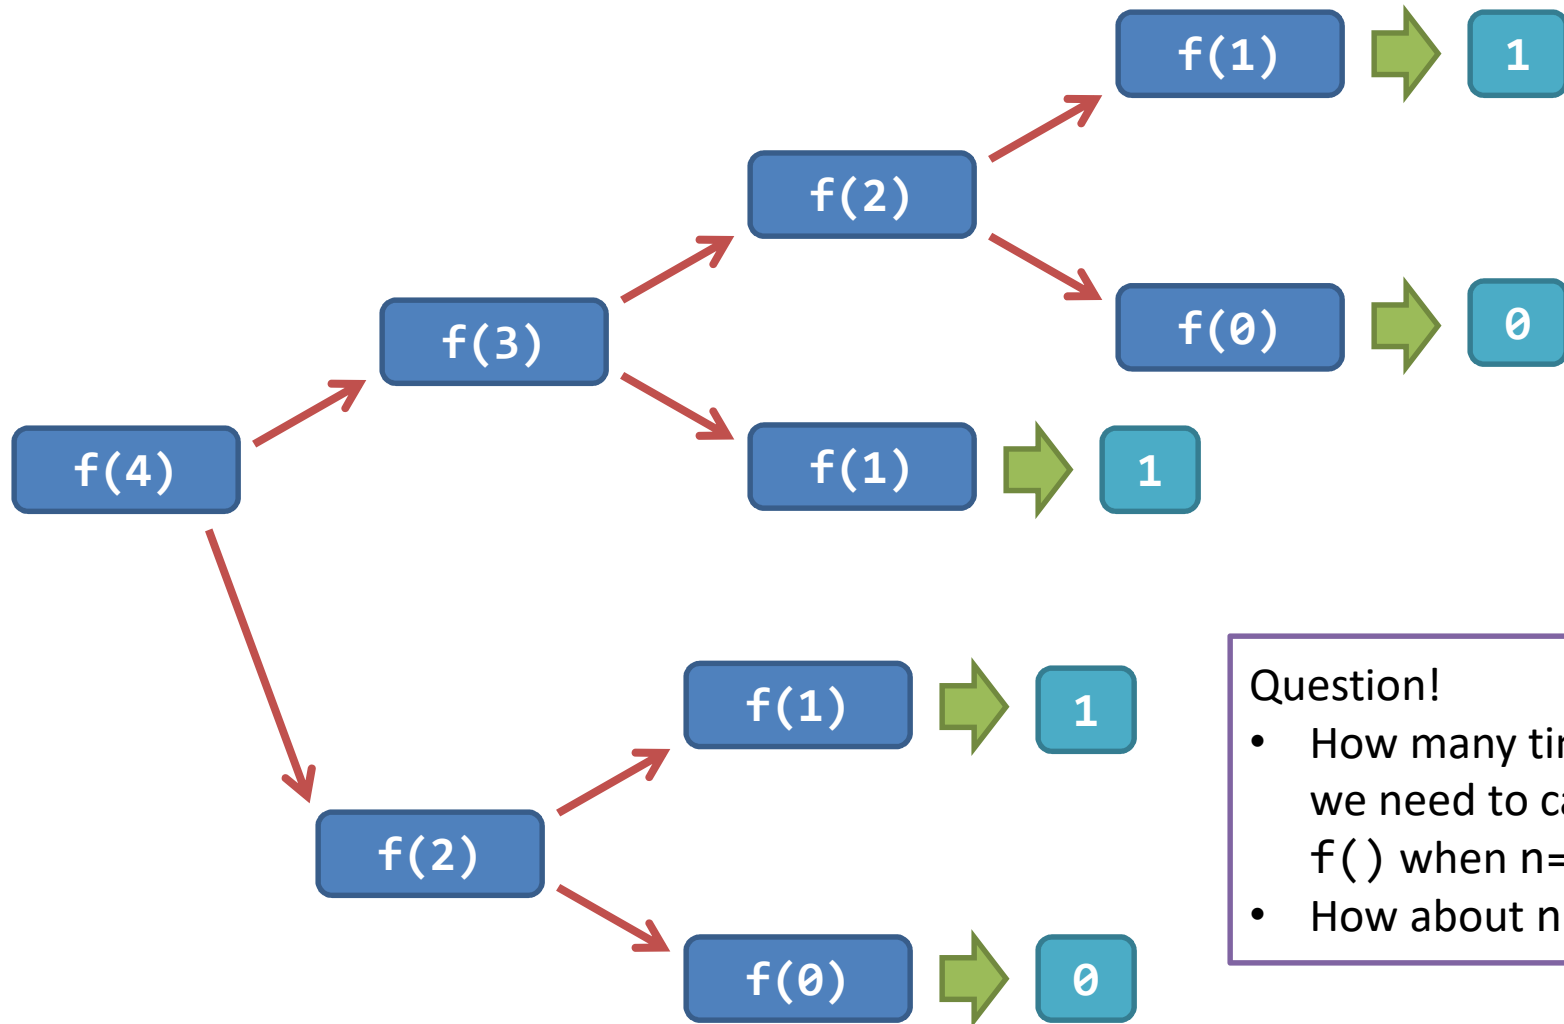 f(1)
1
f(2)
f(3)
f(0)
0
f(4)
f(1)
1
f(1)
1
f(2)
f(0)
0
Question!
• How many
we need to
f() when n=
• How about n